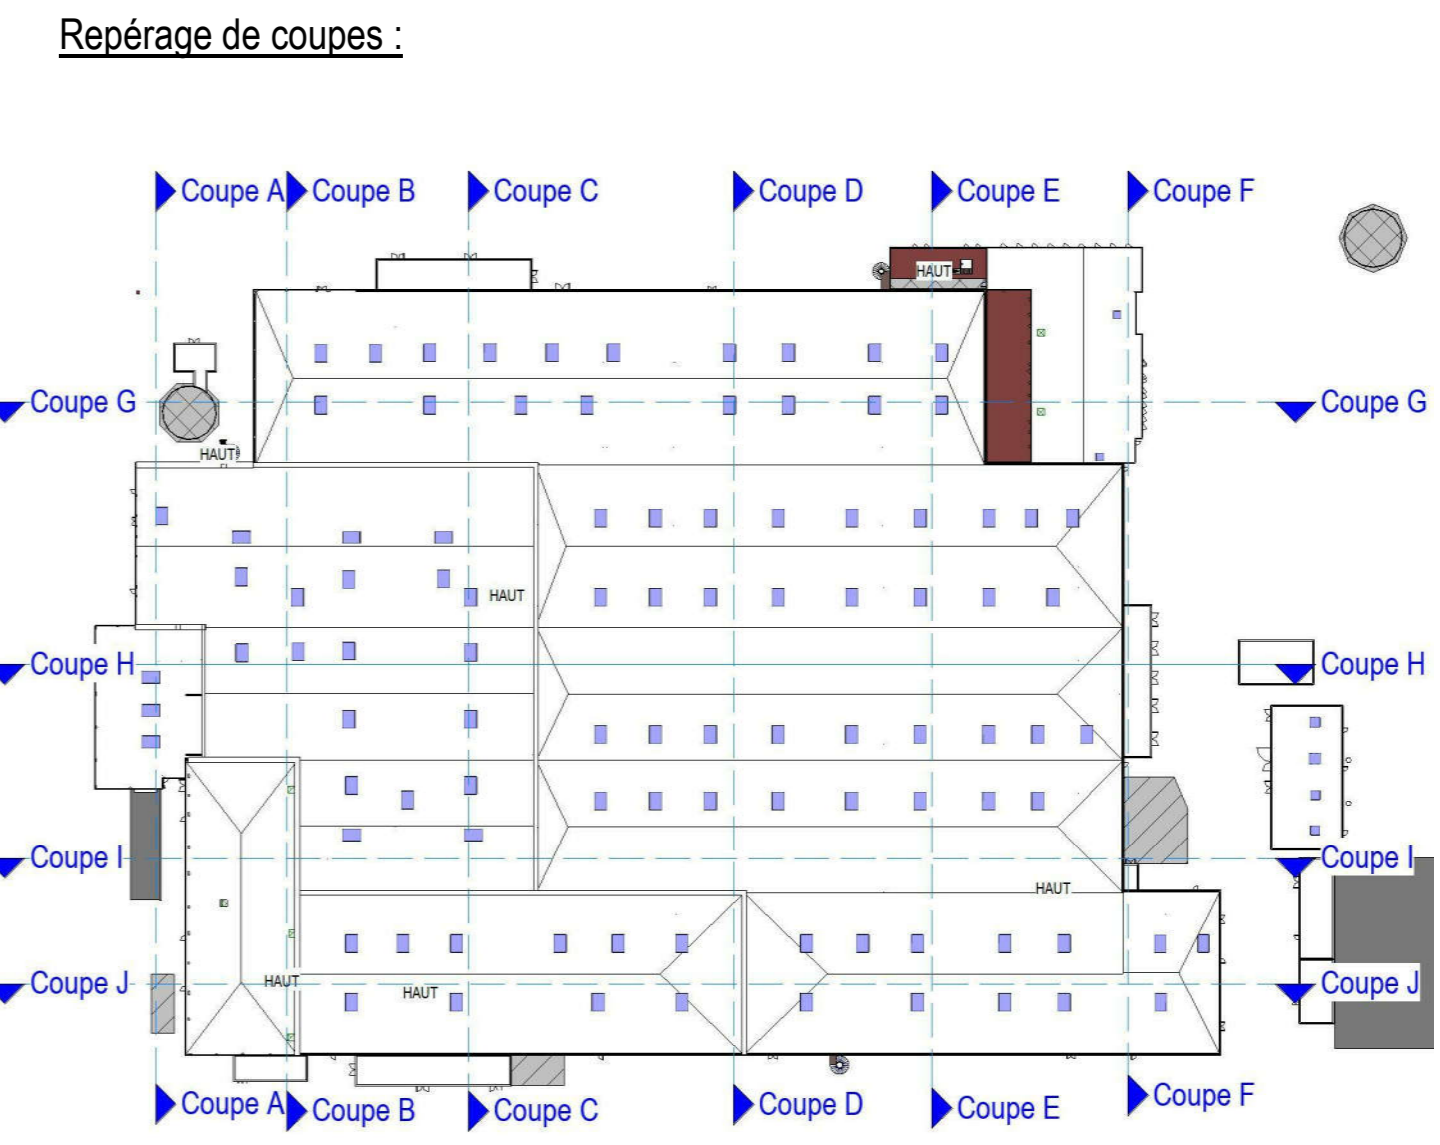 Repérage de coupes :
Coupe A
Coupe B
Coupe C
Coupe D
Coupe E
Coupe F
HAUT
Coupe G
Coupe G
HAUT
HAUT
Coupe H
Coupe H
Coupe I
Coupe I
HAUT
HAUT
HAUT
Coupe J
Coupe J
Coupe A
Coupe B
Coupe C
Coupe D
Coupe E
Coupe F